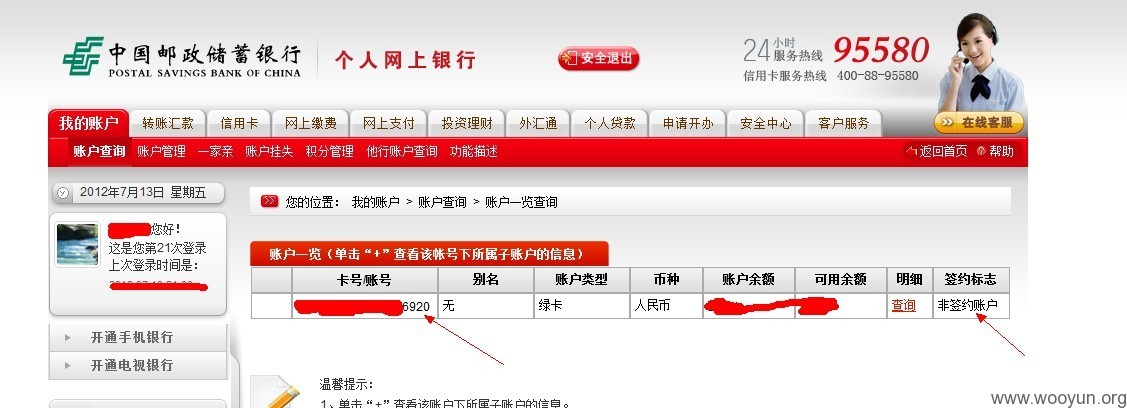 中国邮政储蓄银行
POSTAL SAVINGS BANK OF CHINA
个人网上银行
安全退出
24小时服务热线 95580
信用卡服务热线 400-88-95580
在线客服
我的账户 转账汇款 信用卡 网上缴费 网上支付 投资理财 外汇通 个人贷款 申请开办 安全中心 客户服务
账户查询 账户管理 一家亲 账户挂失 积分管理 他行账户查询 功能描述 返回首页 帮助
2012年7月13日 星期五
您好！
这是您第21次登录
上次登录时间是：
开通手机银行
开通电视银行
您的位置： 我的账户 > 账户查询 > 账户一览查询
账户一览（单击“+”查看该帐号下所属子账户的信息）
卡号/账号 别名 账户类型 币种 账户余额 可用余额 明细 签约标志
6920 无 绿卡 人民币 查询 非签约账户
温馨提示：
1、单击“+”查看该账户下所属子账户的信息。
www.wooyun.org